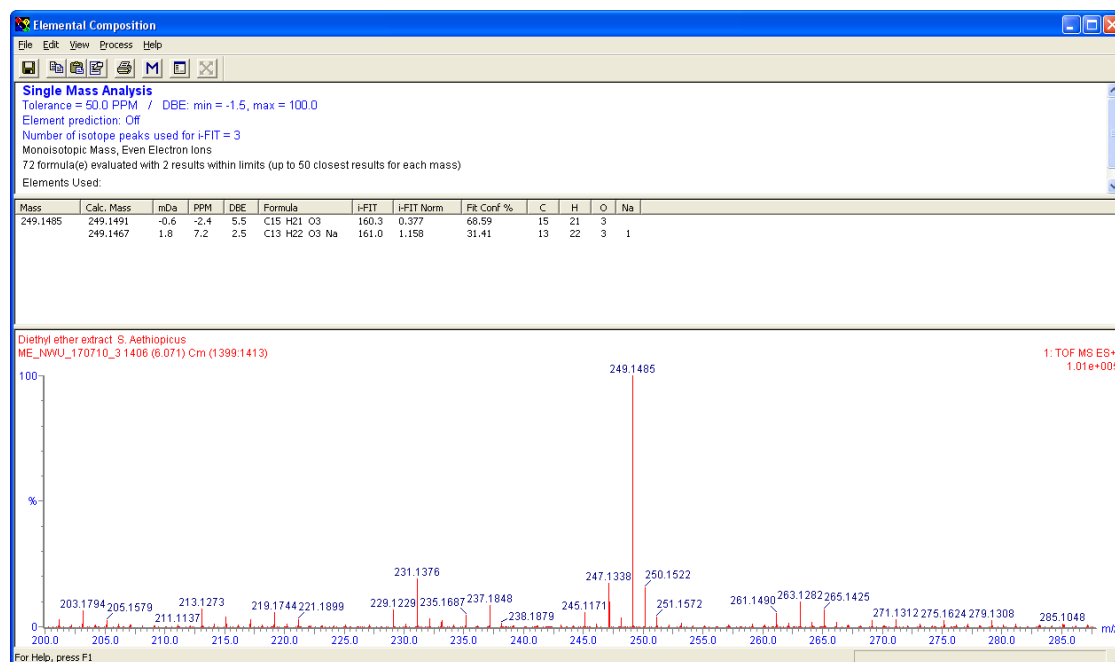 Elemental Composition
File Edit View Process Help
M
Single Mass Analysis
Tolerance = 50.0 PPM / DBE: min = -1.5, max = 100.0
Element prediction: Off
Number of isotope peaks used for i-FIT = 3
Monoisotopic Mass, Even Electron Ions
72 formula(e) evaluated with 2 results within limits (up to 50 closest results for each mass)
Elements Used:
Mass Calc. Mass mDa PPM DBE Formula i-FIT i-FIT Norm Fit Conf % C H O Na
249.1485 249.1491 -0.6 -2.4 5.5 C15 H21 O3 160.3 0.377 68.59 15 21 3
249.1467 1.8 7.2 2.5 C13 H22 O3 Na 161.0 1.158 31.41 13 22 3 1
Diethyl ether extract S. Aethiopicus
ME_NWU_170710_3 1406 (6.071) Cm (1399:1413)
1: TOF MS ES+
1.01e+005
100
249.1485
%
231.1376
247.1338
250.1522
203.1794
205.1579
211.1137
213.1273
219.1744
221.1899
229.1229
235.1687
237.1848
238.1879
245.1171
251.1572
261.1490
263.1282
265.1425
271.1312
275.1624
279.1308
285.1048
0
m/z
200.0 205.0 210.0 215.0 220.0 225.0 230.0 235.0 240.0 245.0 250.0 255.0 260.0 265.0 270.0 275.0 280.0 285.0
For Help, press F1